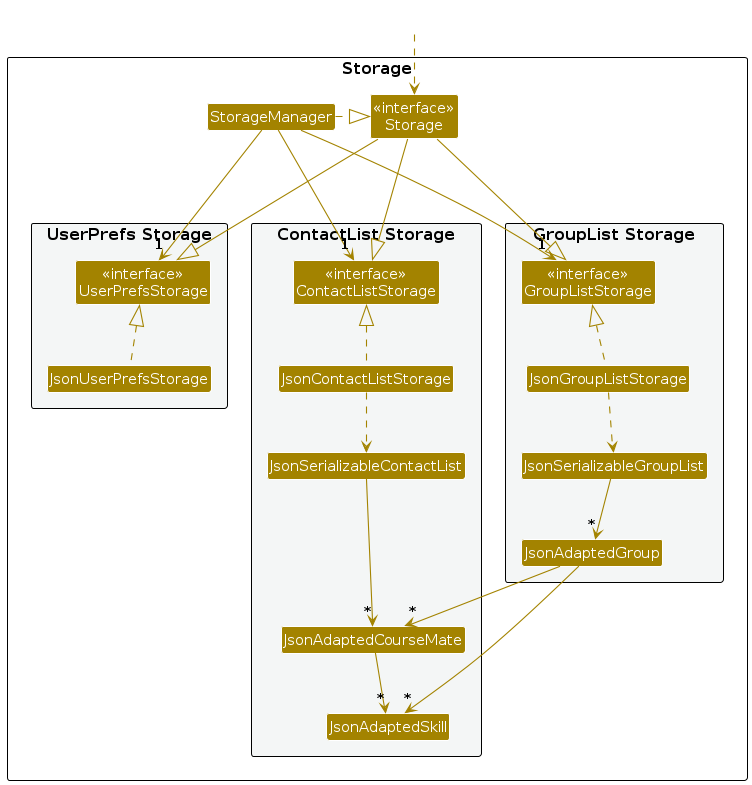 Storage
StorageManager
«interface»
Storage
UserPrefs Storage
ContactList Storage
GroupList Storage
1
1
1
«interface»
UserPrefsStorage
«interface»
ContactListStorage
«interface»
GroupListStorage
JsonUserPrefsStorage
JsonContactListStorage
JsonGroupListStorage
JsonSerializableContactList
JsonSerializableGroupList
*
JsonAdaptedGroup
*
*
JsonAdaptedCourseMate
*
*
JsonAdaptedSkill